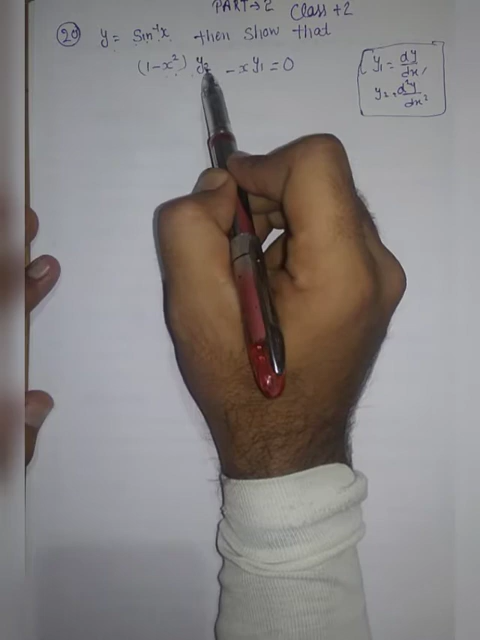 PART→2 Class +2
(20) y = Sin⁻¹x then show that
(1-x²) y₂ - xy₁ = 0
y₁ = dy/dx,
y₂ = d²y/dx²